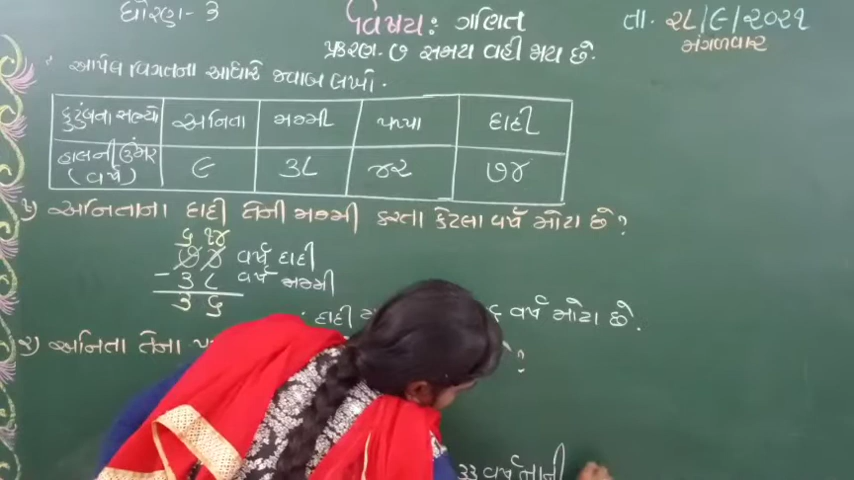 ધોરણ- ૩ વિષય: ગણિત તા. ૨૮/૯/૨૦૨૧
મંગળવાર
પ્રકરણ. ૭ સમય વહી જાય છે.
આપેલ વિગતના આધારે જવાબ લખો.
કુટુંબના સભ્યો અનિતા મમ્મી પપ્પા દાદી
હાલની ઉંમર (વર્ષ) ૯ ૩૮ ૪૨ ૭૪
૧) અનિતાના દાદી તેની મમ્મી કરતા કેટલા વર્ષ મોટા છે?
૬ ૧૪
૭ ૪ વર્ષ દાદી
- ૩ ૮ વર્ષ મમ્મી
૩ ૬
દાદી વર્ષ મોટા છે.
૨) અનિતા તેના ?
૩૩ વર્ષ નાની